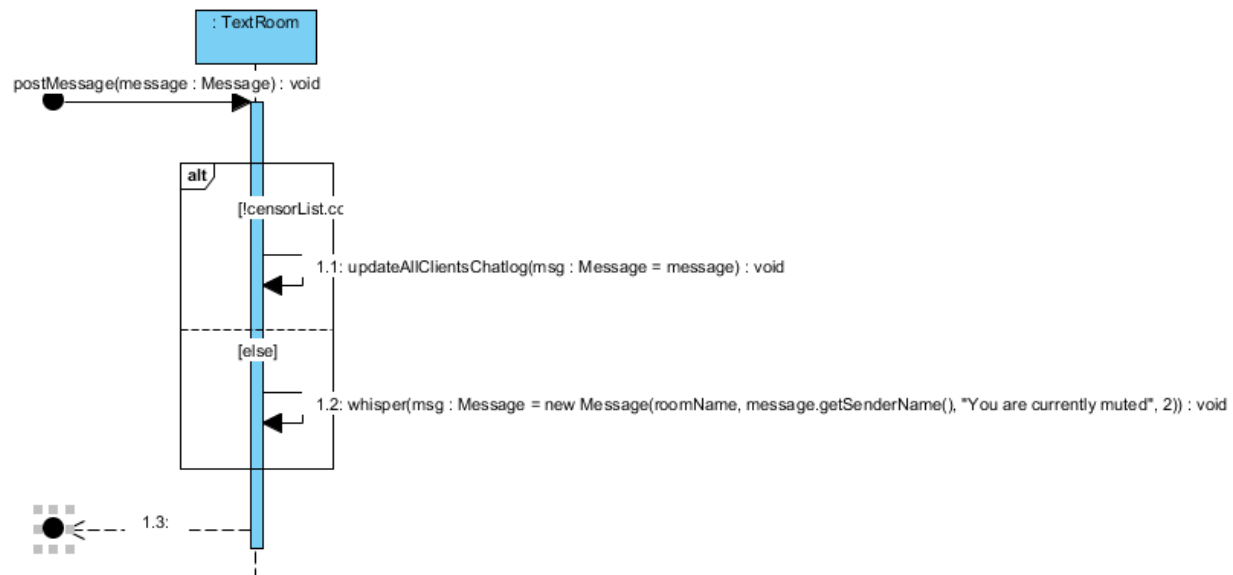 : TextRoom
postMessage(message : Message) : void
alt
[!censorList.cc
1.1: updateAllClientsChatlog(msg : Message = message) : void
[else]
1.2: whisper(msg : Message = new Message(roomName, message.getSenderName(), "You are currently muted", 2)) : void
1.3: